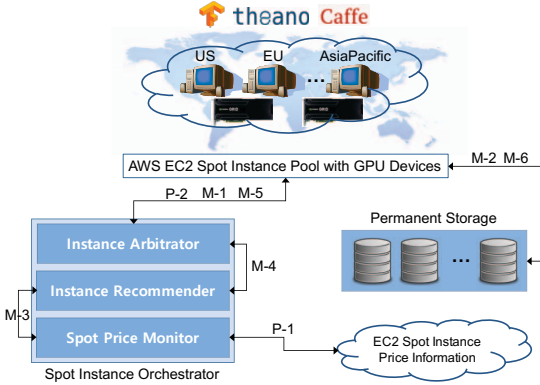 theano Caffe
US EU AsiaPacific
...
AWS EC2 Spot Instance Pool with GPU Devices
M-2 M-6
P-2 M-1 M-5
Permanent Storage
Instance Arbitrator
M-4
Instance Recommender
...
M-3
P-1
Spot Price Monitor
EC2 Spot Instance
Price Information
Spot Instance Orchestrator